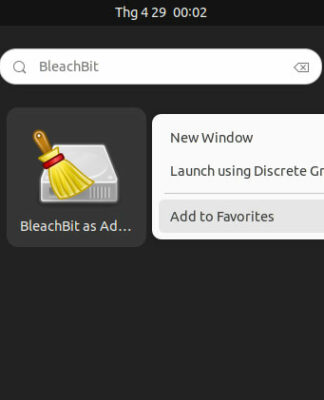 Thg 4 29 00:02
BleachBit
New Window
Launch using Discrete Gr
Add to Favorites
BleachBit as Ad...